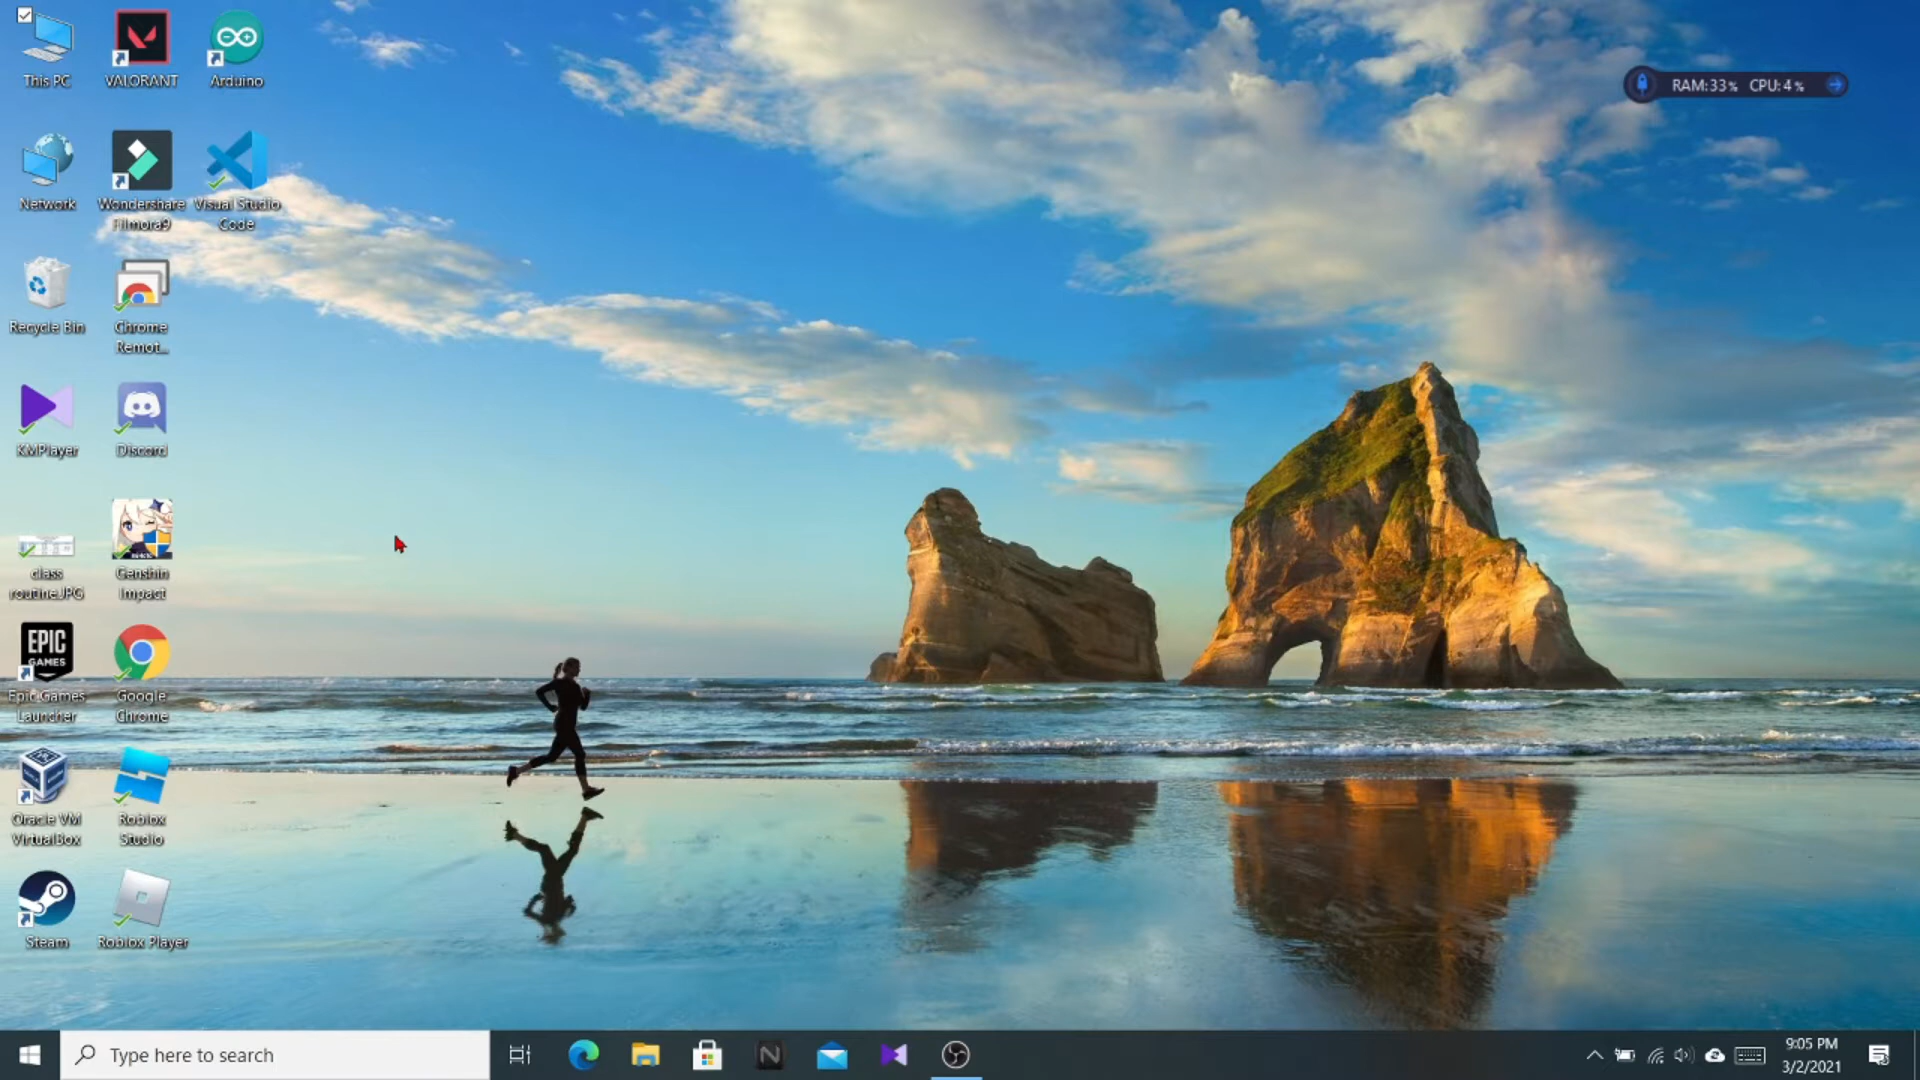 This PC
VALORANT
Arduino
RAM:33% CPU:4%
Network
Wondershare
Filmora9
Visual Studio
Code
Recycle Bin
Chrome
Remot...
KMPlayer
Discord
class
routine.JPG
Genshin
Impact
EPIC
GAMES
Epic Games
Launcher
Google
Chrome
Oracle VM
VirtualBox
Roblox
Studio
Steam
Roblox Player
Type here to search
9:05 PM
3/2/2021